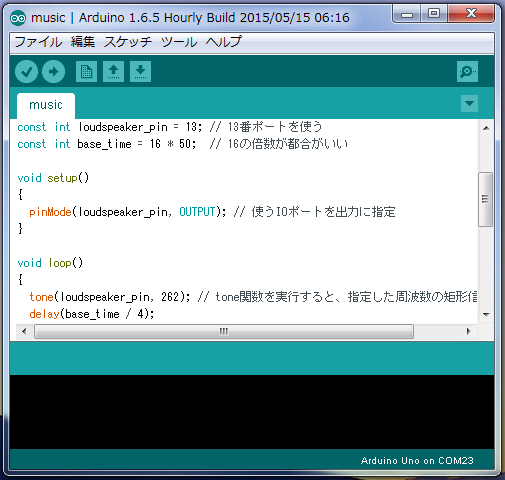 music | Arduino 1.6.5 Hourly Build 2015/05/15 06:16
ファイル 編集 スケッチ ツール ヘルプ
music
const int loudspeaker_pin = 13; // 13番ポートを使う
const int base_time = 16 * 50;  // 16の倍数が都合がいい
void setup()
{
  pinMode(loudspeaker_pin, OUTPUT); // 使うIOポートを出力に指定
}
void loop()
{
  tone(loudspeaker_pin, 262); // tone関数を実行すると、指定した周波数の矩形
  delay(base_time / 4);
Arduino Uno on COM23